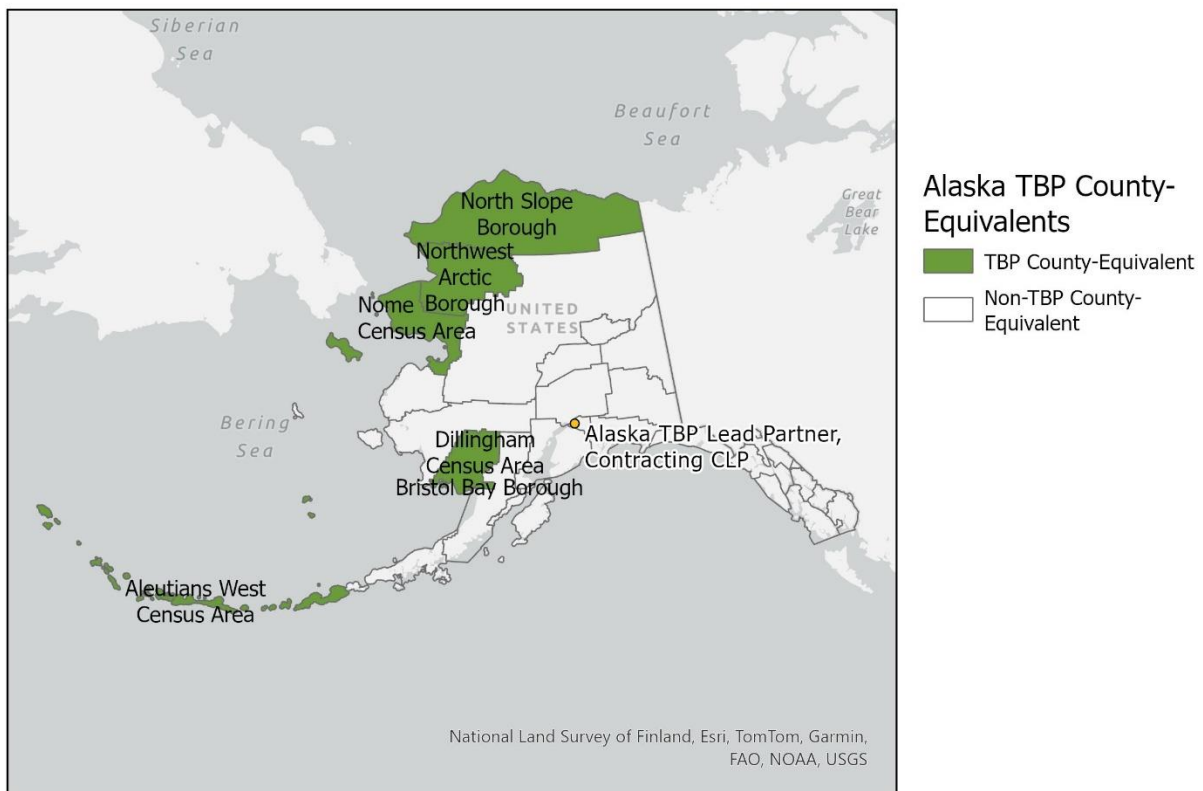 Siberian
Sea
Beaufort
Sea
Great
Bear
Lake
North Slope
Borough
Northwest
Arctic
Borough
Nome
Census Area
UNITED
STATES
Bering
Sea
Dillingham
Census Area
Bristol Bay Borough
Alaska TBP Lead Partner,
Contracting CLP
Aleutians West
Census Area
National Land Survey of Finland, Esri, TomTom, Garmin,
FAO, NOAA, USGS
Alaska TBP County-
Equivalents
TBP County-Equivalent
Non-TBP County-
Equivalent